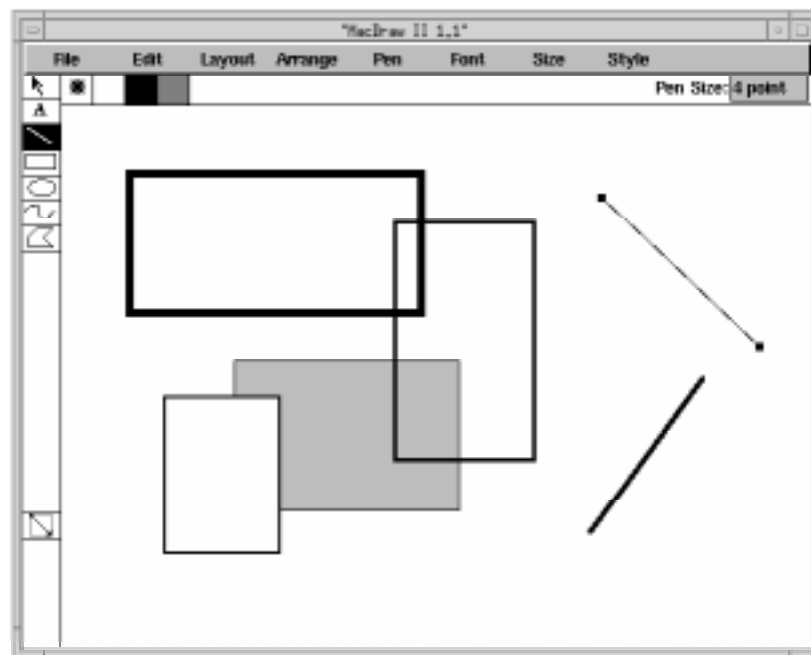 "MacDraw II 1.1"
File Edit Layout Arrange Pen Font Size Style
Pen Size: 4 point
A